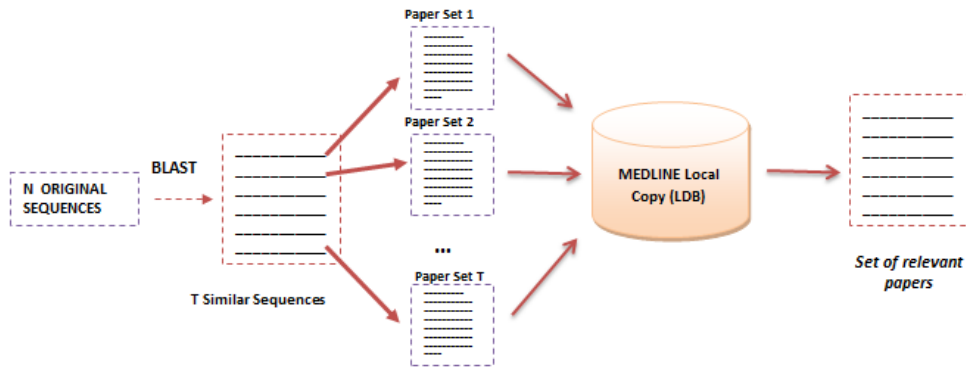 Paper Set 1
Paper Set 2
BLAST
N ORIGINAL
SEQUENCES
MEDLINE Local
Copy (LDB)
...
Paper Set T
T Similar Sequences
Set of relevant
papers